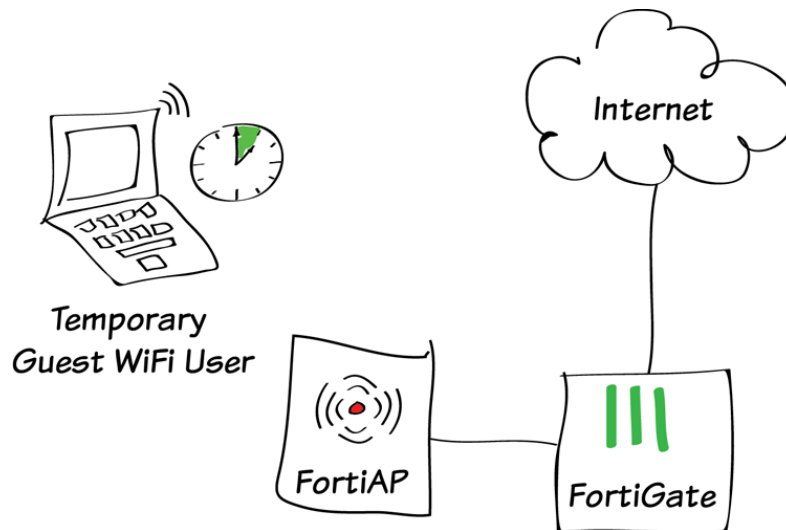 Internet
Temporary
Guest WiFi User
FortiAP
FortiGate